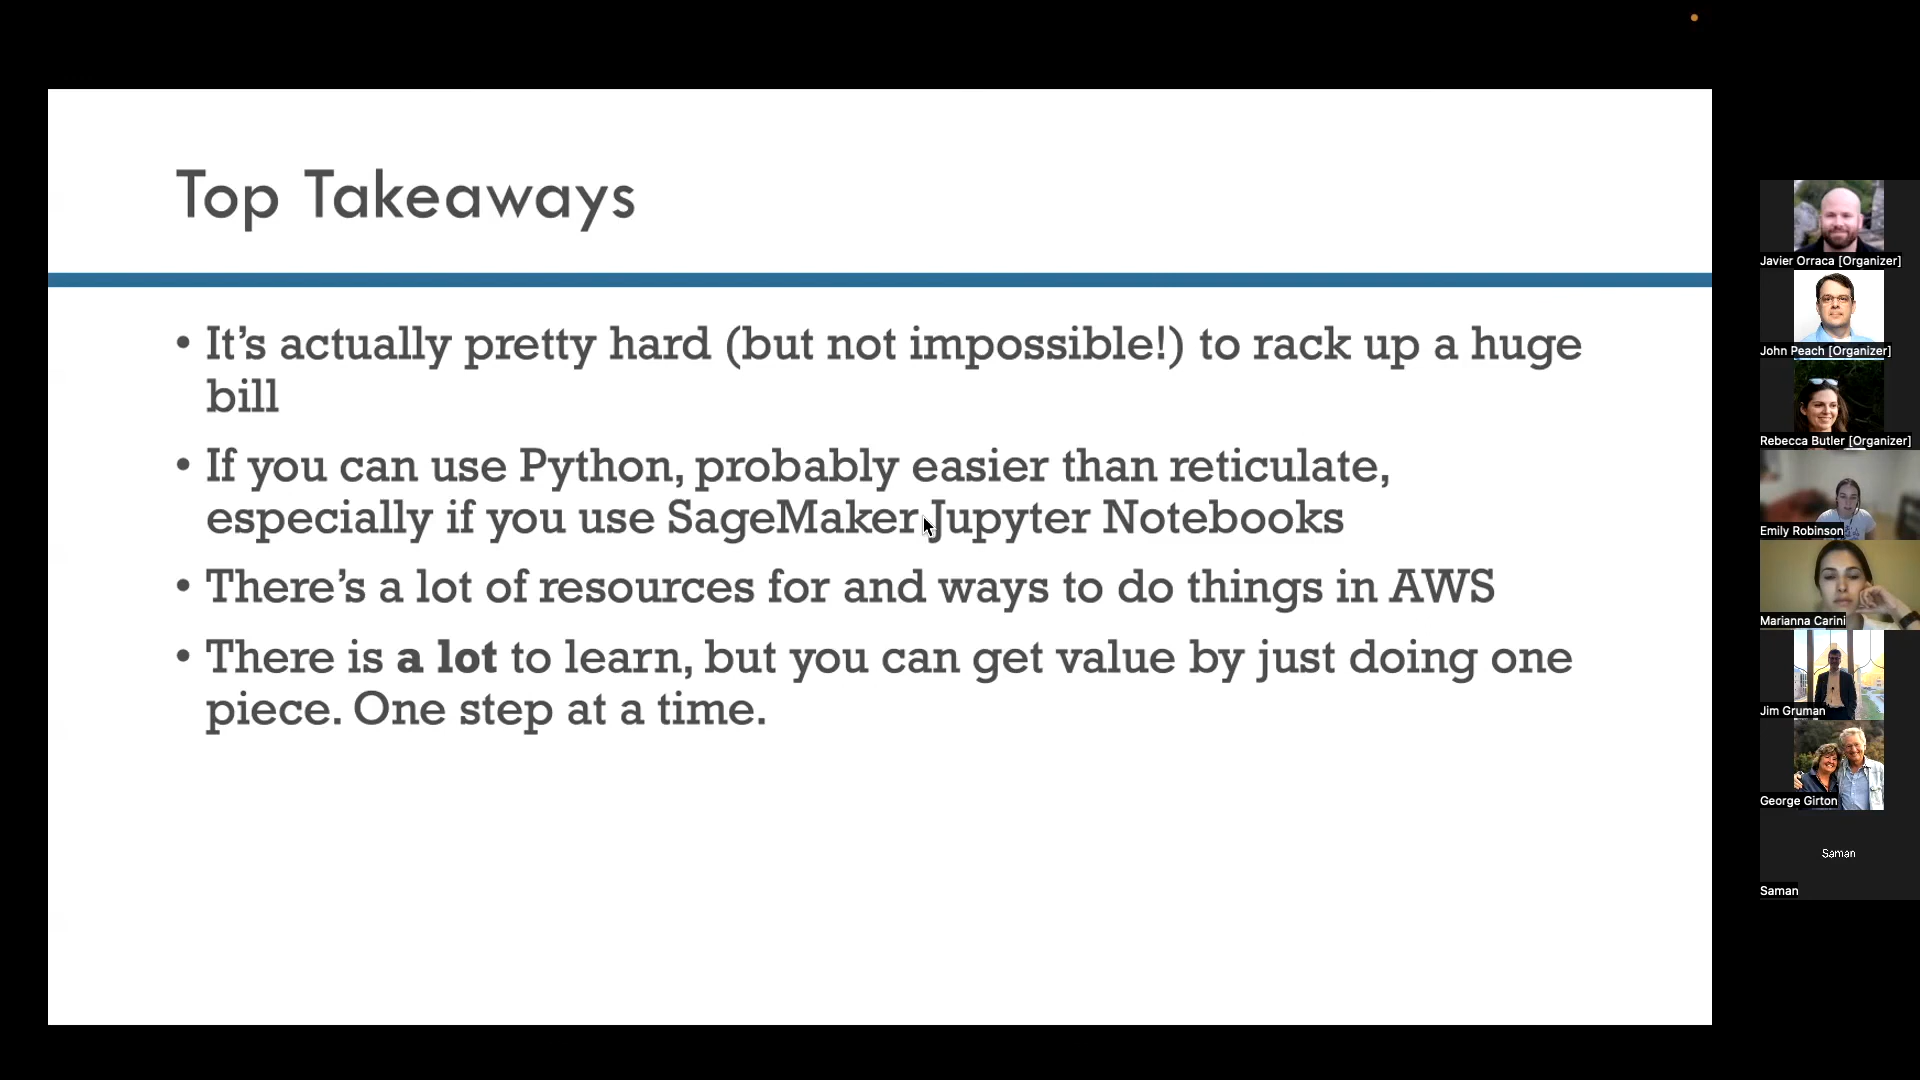 Top Takeaways
• It’s actually pretty hard (but not impossible!) to rack up a huge
bill
• If you can use Python, probably easier than reticulate,
especially if you use SageMaker Jupyter Notebooks
• There’s a lot of resources for and ways to do things in AWS
• There is a lot to learn, but you can get value by just doing one
piece. One step at a time.
Javier Orraca [Organizer]
John Peach [Organizer]
Rebecca Butler [Organizer]
Emily Robinson
Marianna Carini
Jim Gruman
George Girton
Saman
Saman